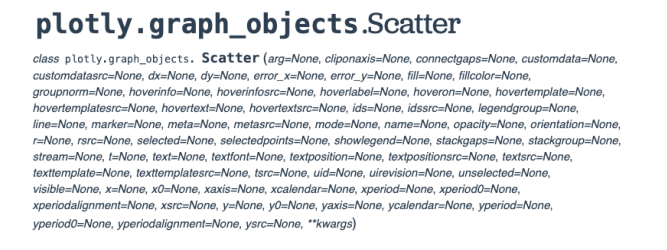 plotly.graph_objects.Scatter
class plotly.graph_objects. Scatter (arg=None, cliponaxis=None, connectgaps=None, customdata=None,
customdatasrc=None, dx=None, dy=None, error_x=None, error_y=None, fill=None, fillcolor=None,
groupnorm=None, hoverinfo=None, hoverinfosrc=None, hoverlabel=None, hoveron=None, hovertemplate=None,
hovertemplatesrc=None, hovertext=None, hovertextsrc=None, ids=None, idssrc=None, legendgroup=None,
line=None, marker=None, meta=None, metasrc=None, mode=None, name=None, opacity=None, orientation=None,
r=None, rsrc=None, selected=None, selectedpoints=None, showlegend=None, stackgaps=None, stackgroup=None,
stream=None, t=None, text=None, textfont=None, textposition=None, textpositionsrc=None, textsrc=None,
texttemplate=None, texttemplatesrc=None, tsrc=None, uid=None, uirevision=None, unselected=None,
visible=None, x=None, x0=None, xaxis=None, xcalendar=None, xperiod=None, xperiod0=None,
xperiodalignment=None, xsrc=None, y=None, y0=None, yaxis=None, ycalendar=None, yperiod=None,
yperiod0=None, yperiodalignment=None, ysrc=None, **kwargs)